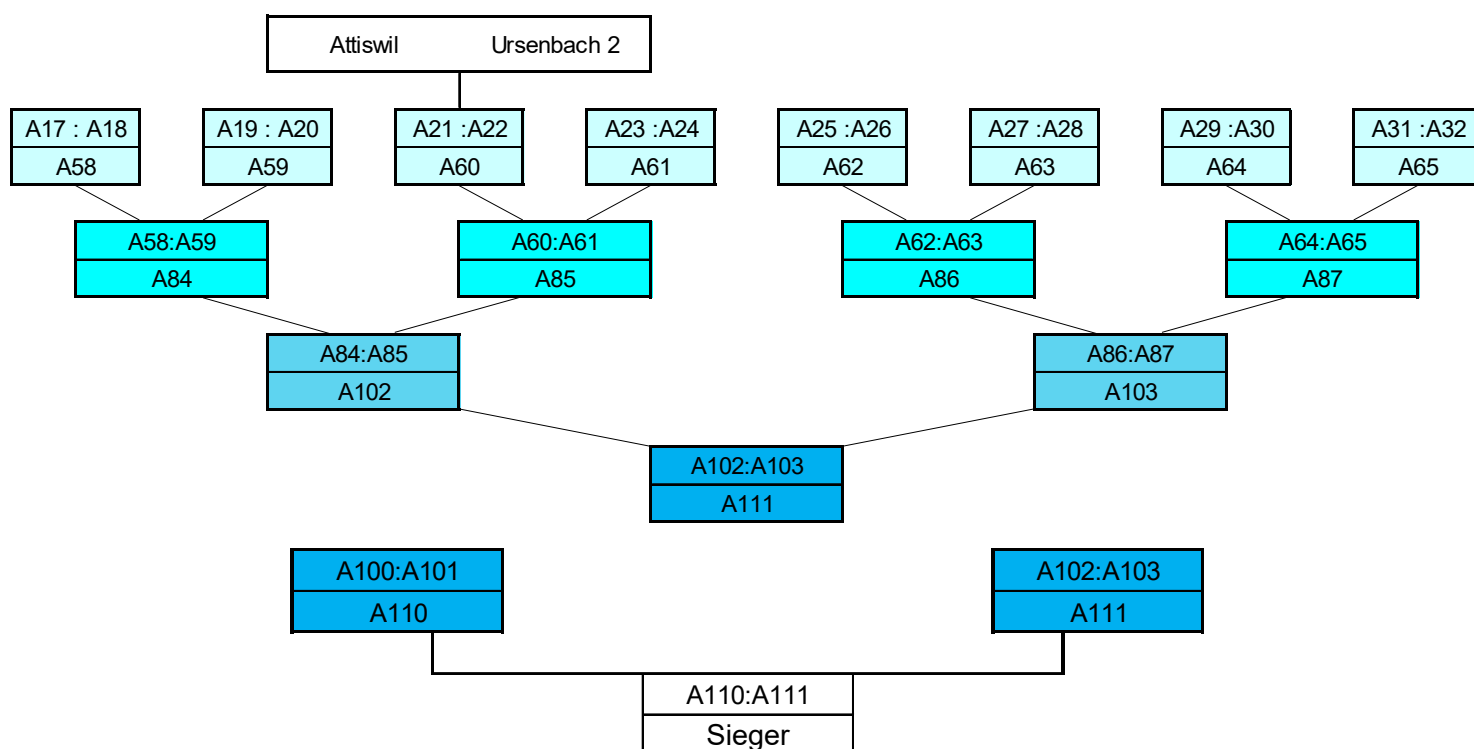 Attiswil Ursenbach 2
A17 : A18 A19 : A20 A21 :A22 A23 :A24 A25 :A26 A27 :A28 A29 :A30 A31 :A32
A58 A59 A60 A61 A62 A63 A64 A65
A58:A59 A60:A61 A62:A63 A64:A65
A84 A85 A86 A87
A84:A85 A86:A87
A102 A103
A102:A103
A111
A100:A101 A102:A103
A110 A111
A110:A111
Sieger